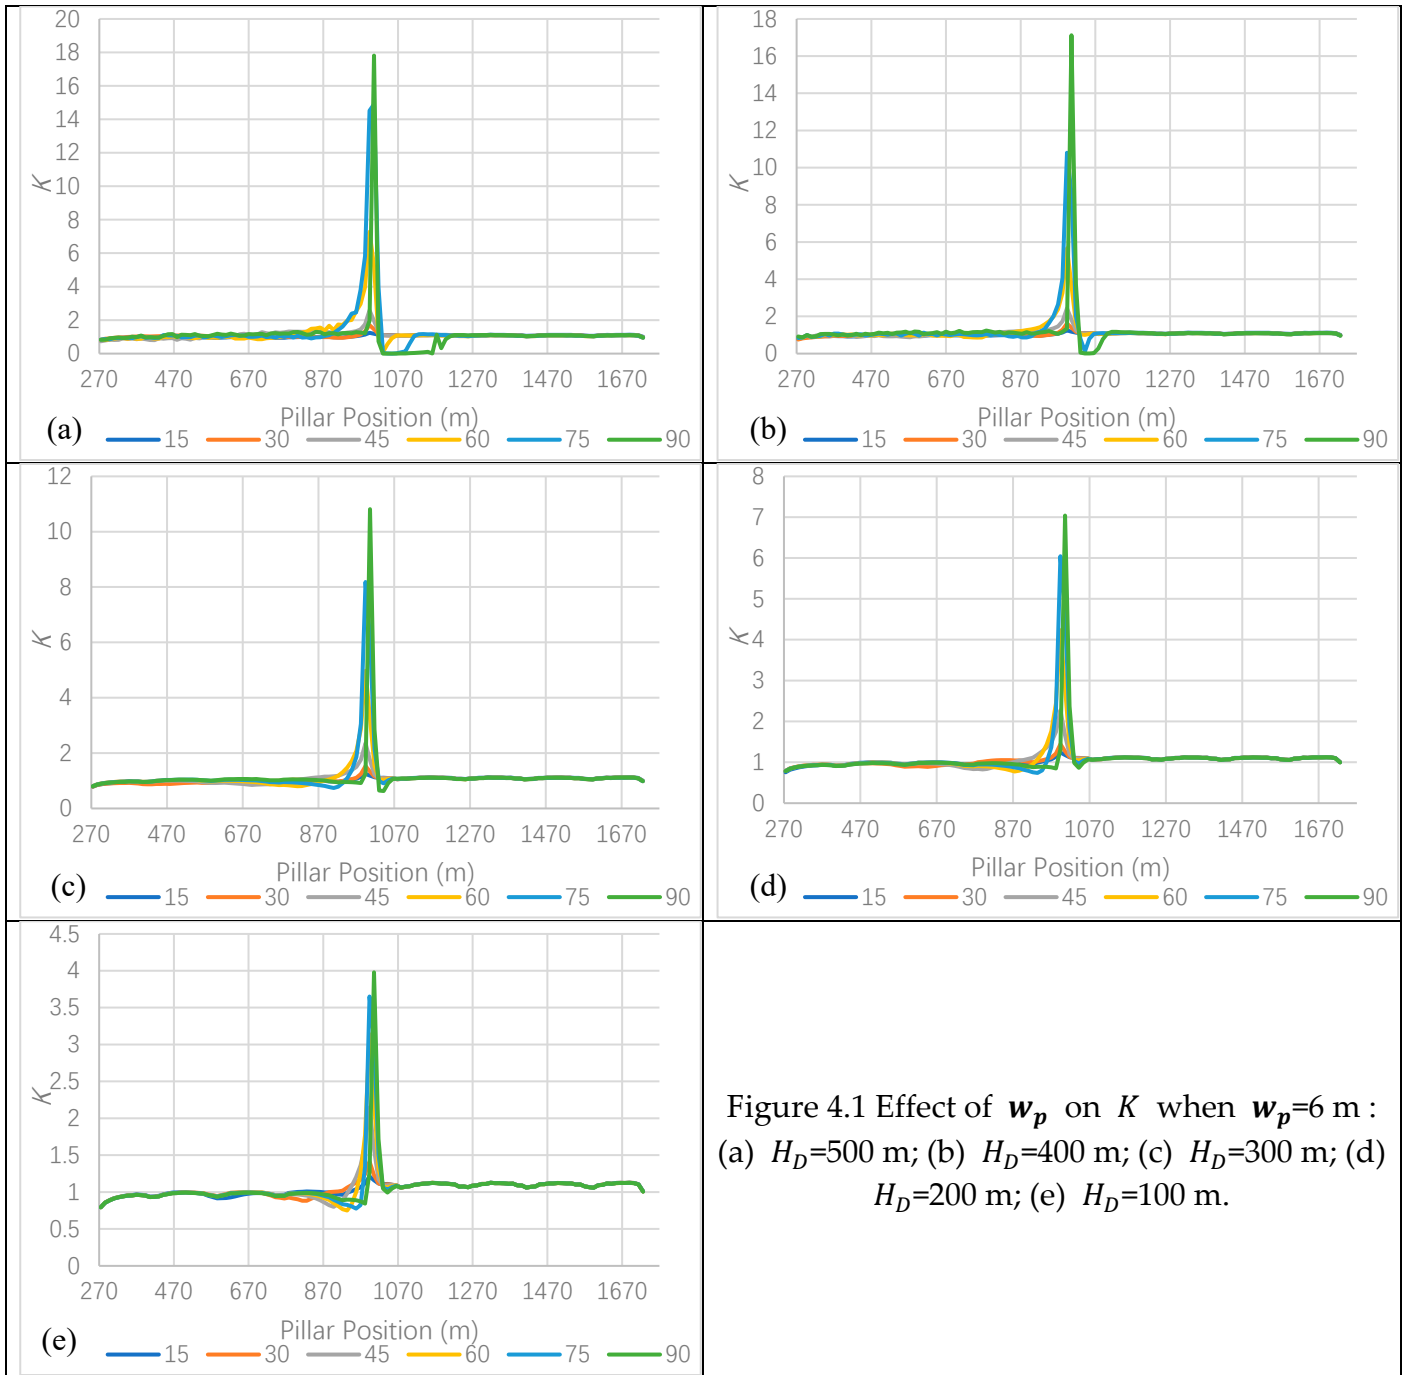 20
18
16
14
12
10
8
6
4
2
0
K
270 470 670 870 1070 1270 1470 1670
Pillar Position (m)
(a)
15 30 45 60 75 90
18
16
14
12
10
8
6
4
2
0
K
270 470 670 870 1070 1270 1470 1670
Pillar Position (m)
(b)
15 30 45 60 75 90
12
10
8
6
4
2
0
K
270 470 670 870 1070 1270 1470 1670
Pillar Position (m)
(c)
15 30 45 60 75 90
8
7
6
5
4
3
2
1
0
K
270 470 670 870 1070 1270 1470 1670
Pillar Position (m)
(d)
15 30 45 60 75 90
4.5
4
3.5
3
2.5
2
1.5
1
0.5
0
K
270 470 670 870 1070 1270 1470 1670
Pillar Position (m)
(e)
15 30 45 60 75 90
Figure 4.1 Effect of w_p on K when w_p=6 m :
(a) H_D=500 m; (b) H_D=400 m; (c) H_D=300 m; (d)
H_D=200 m; (e) H_D=100 m.